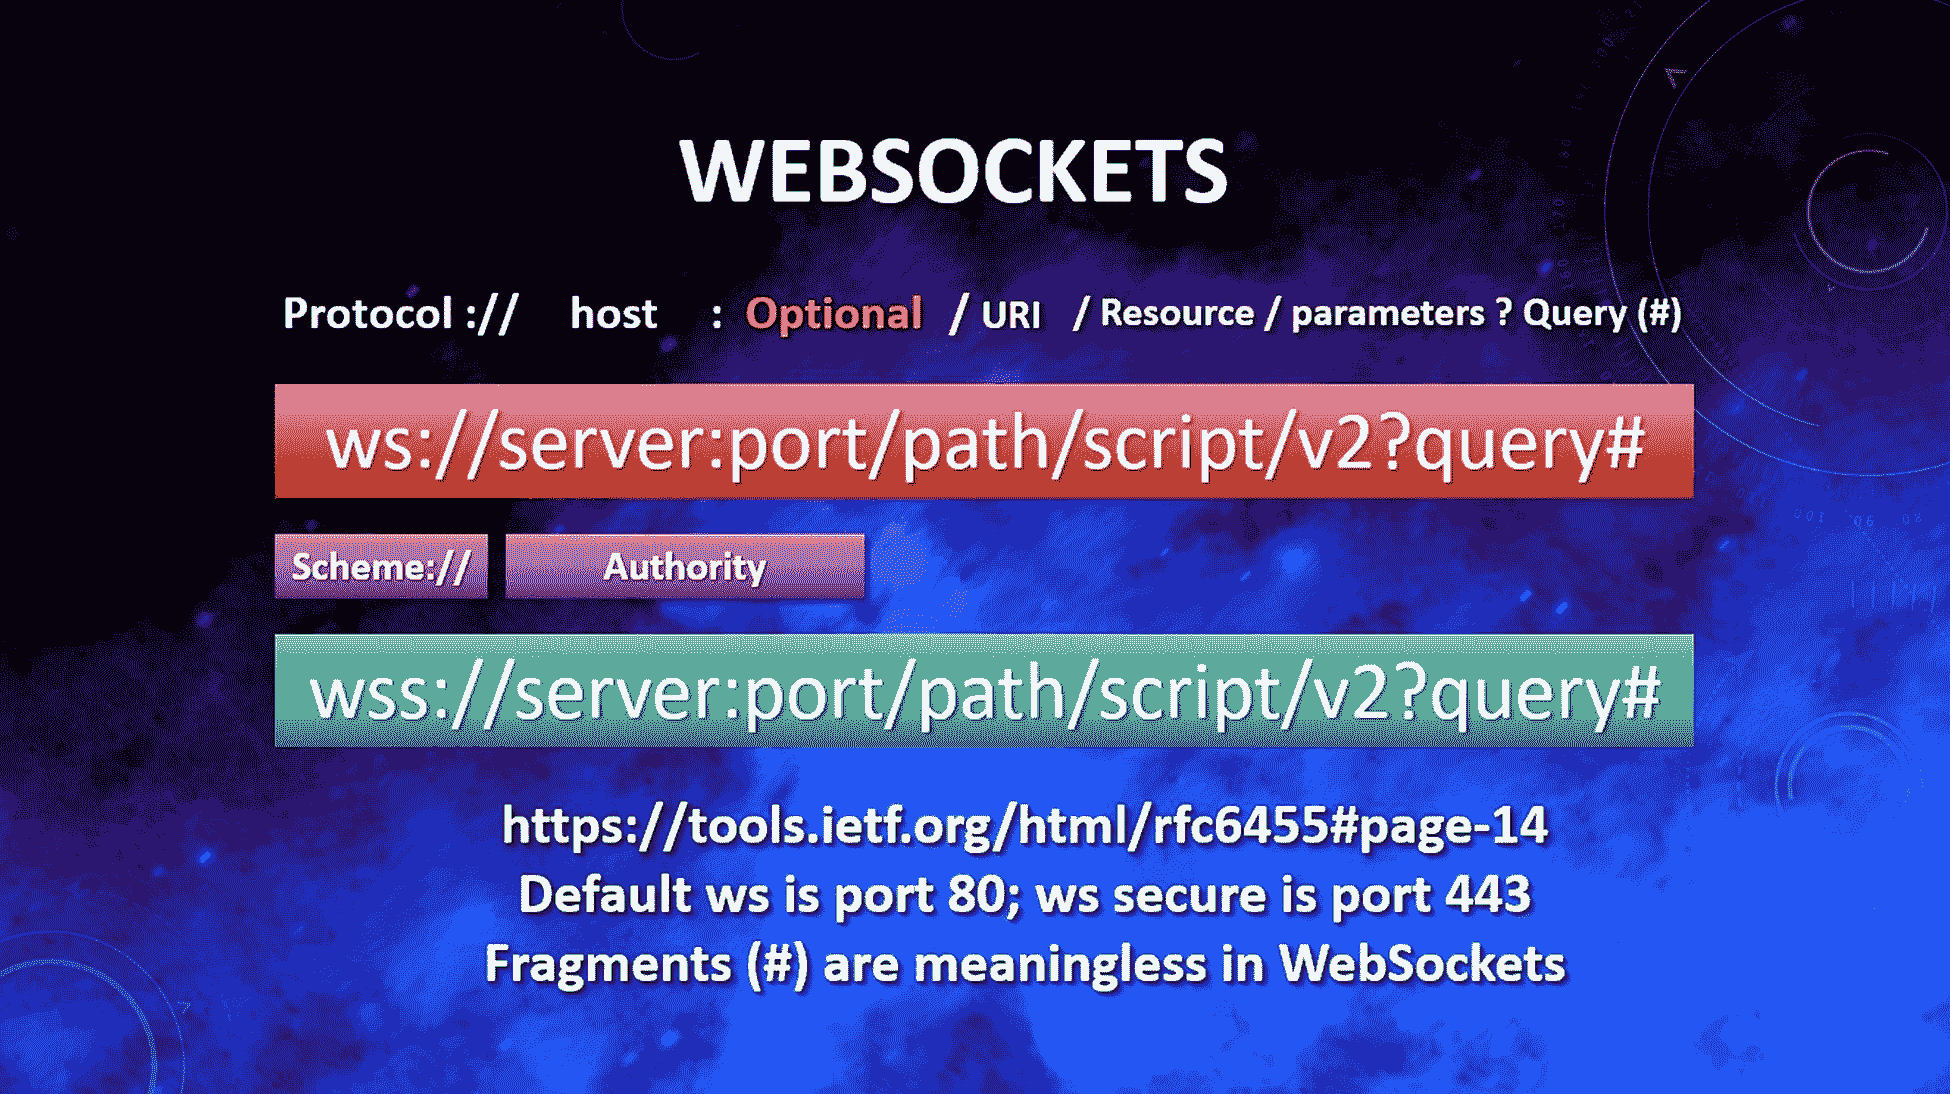 WEBSOCKETS
Protocol :// host : Optional / URI / Resource / parameters ? Query (#)
ws://server:port/path/script/v2?query#
Scheme:// Authority
wss://server:port/path/script/v2?query#
https://tools.ietf.org/html/rfc6455#page-14
Default ws is port 80; ws secure is port 443
Fragments (#) are meaningless in WebSockets